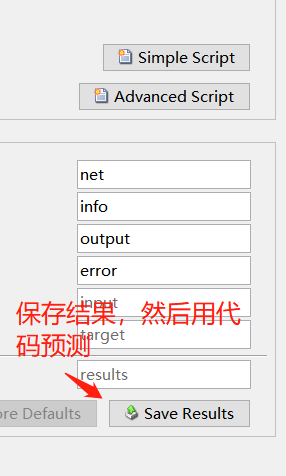 Simple Script
Advanced Script
net
info
output
error
input
保存结果，然后用代
target
码预测
results
ore Defaults
Save Results